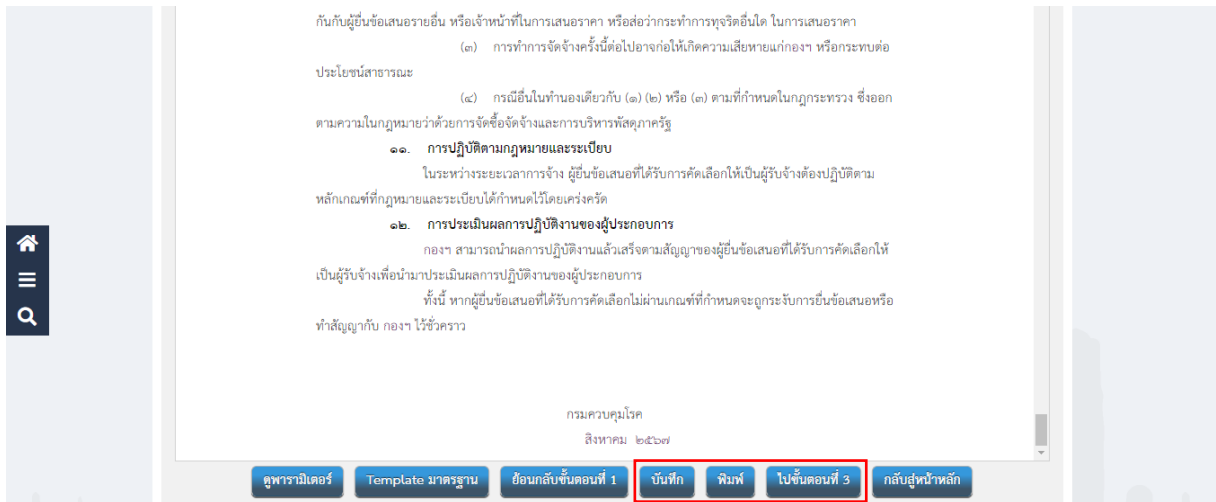 กันกับผู้ยื่นข้อเสนอรายอื่น หรือเจ้าหน้าที่ในการเสนอราคา หรือส่อว่ากระทำการทุจริตอื่นใด ในการเสนอราคา
(๓) การทำการจัดจ้างครั้งนี้ต่อไปอาจก่อให้เกิดความเสียหายแก่กองฯ หรือกระทบต่อ
ประโยชน์สาธารณะ
(๔) กรณีอื่นในทำนองเดียวกับ (๑) (๒) หรือ (๓) ตามที่กำหนดในกฎกระทรวง ซึ่งออก
ตามความในกฎหมายว่าด้วยการจัดซื้อจัดจ้างและการบริหารพัสดุภาครัฐ
๑๑. การปฏิบัติตามกฎหมายและระเบียบ
ในระหว่างระยะเวลาการจ้าง ผู้ยื่นข้อเสนอที่ได้รับการคัดเลือกให้เป็นผู้รับจ้างต้องปฏิบัติตาม
หลักเกณฑ์ที่กฎหมายและระเบียบได้กำหนดไว้โดยเคร่งครัด
๑๒. การประเมินผลการปฏิบัติงานของผู้ประกอบการ
กองฯ สามารถนำผลการปฏิบัติงานแล้วเสร็จตามสัญญาของผู้ยื่นข้อเสนอที่ได้รับการคัดเลือกให้
เป็นผู้รับจ้างเพื่อนำมาประเมินผลการปฏิบัติงานของผู้ประกอบการ
ทั้งนี้ หากผู้ยื่นข้อเสนอที่ได้รับการคัดเลือกไม่ผ่านเกณฑ์ที่กำหนดจะถูกระงับการยื่นข้อเสนอหรือ
ทำสัญญากับ กองฯ ไว้ชั่วคราว
กรมควบคุมโรค
สิงหาคม ๒๕๖๗
ดูพารามิเตอร์ Template มาตรฐาน ย้อนกลับขั้นตอนที่ 1 บันทึก พิมพ์ ไปขั้นตอนที่ 3 กลับสู่หน้าหลัก